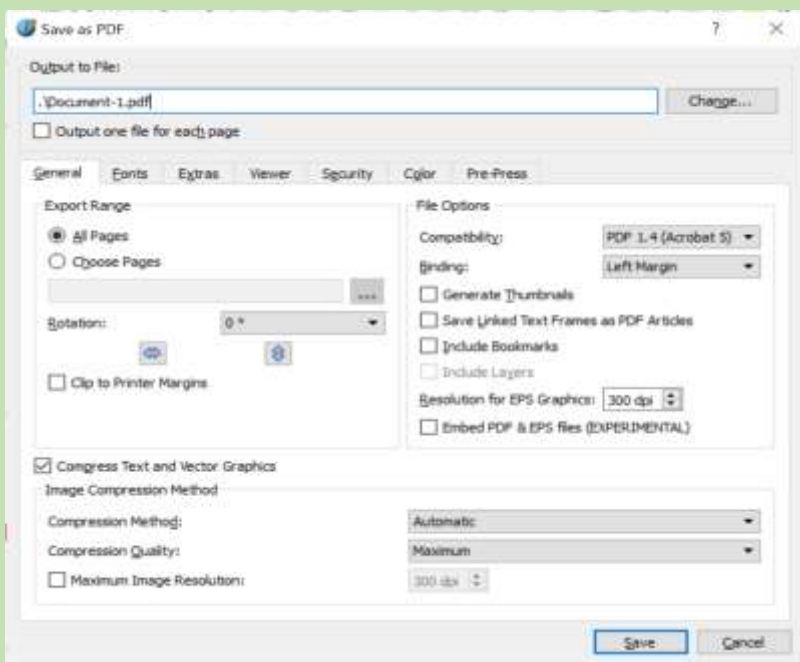 Save as PDF
Output to File:
.\Document-1.pdf
Change...
Output one file for each page
General Fonts Extras Viewer Security Color Pre-Press
Export Range
All Pages
Choose Pages
...
Rotation: 0 °
Clip to Printer Margins
File Options
Compatibility: PDF 1.4 (Acrobat 5)
Binding: Left Margin
Generate Thumbnails
Save Linked Text Frames as PDF Articles
Include Bookmarks
Include Layers
Resolution for EPS Graphics: 300 dpi
Embed PDF & EPS files (EXPERIMENTAL)
Compress Text and Vector Graphics
Image Compression Method
Compression Method: Automatic
Compression Quality: Maximum
Maximum Image Resolution: 300 dpi
Save Cancel